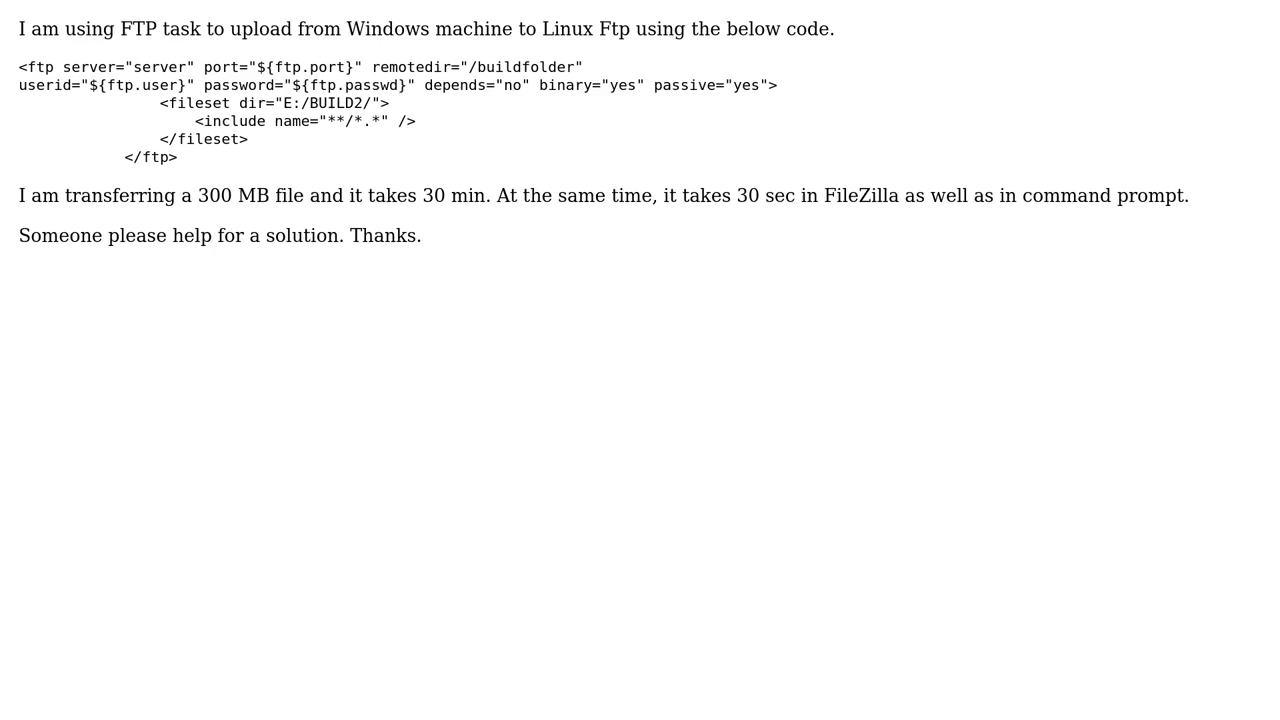 I am using FTP task to upload from Windows machine to Linux Ftp using the below code.
<ftp server="server" port="${ftp.port}" remotedir="/buildfolder"
userid="${ftp.user}" password="${ftp.passwd}" depends="no" binary="yes" passive="yes">
                <fileset dir="E:/BUILD2/">
                    <include name="**/*.*" />
                </fileset>
            </ftp>
I am transferring a 300 MB file and it takes 30 min. At the same time, it takes 30 sec in FileZilla as well as in command prompt.
Someone please help for a solution. Thanks.